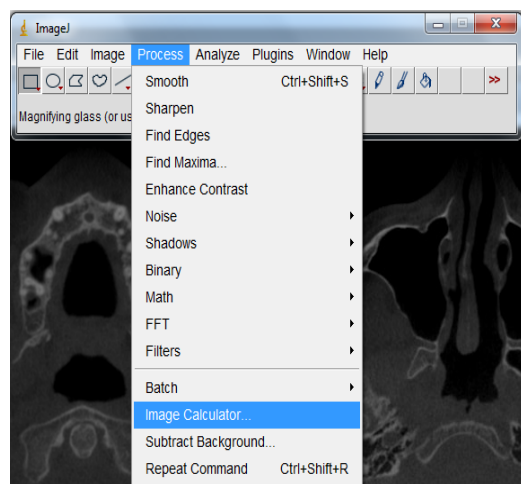 ImageJ
File Edit Image Process Analyze Plugins Window Help
>>
Magnifying glass (or us
Smooth Ctrl+Shift+S
Sharpen
Find Edges
Find Maxima...
Enhance Contrast
Noise
Shadows
Binary
Math
FFT
Filters
Batch
Image Calculator...
Subtract Background...
Repeat Command Ctrl+Shift+R